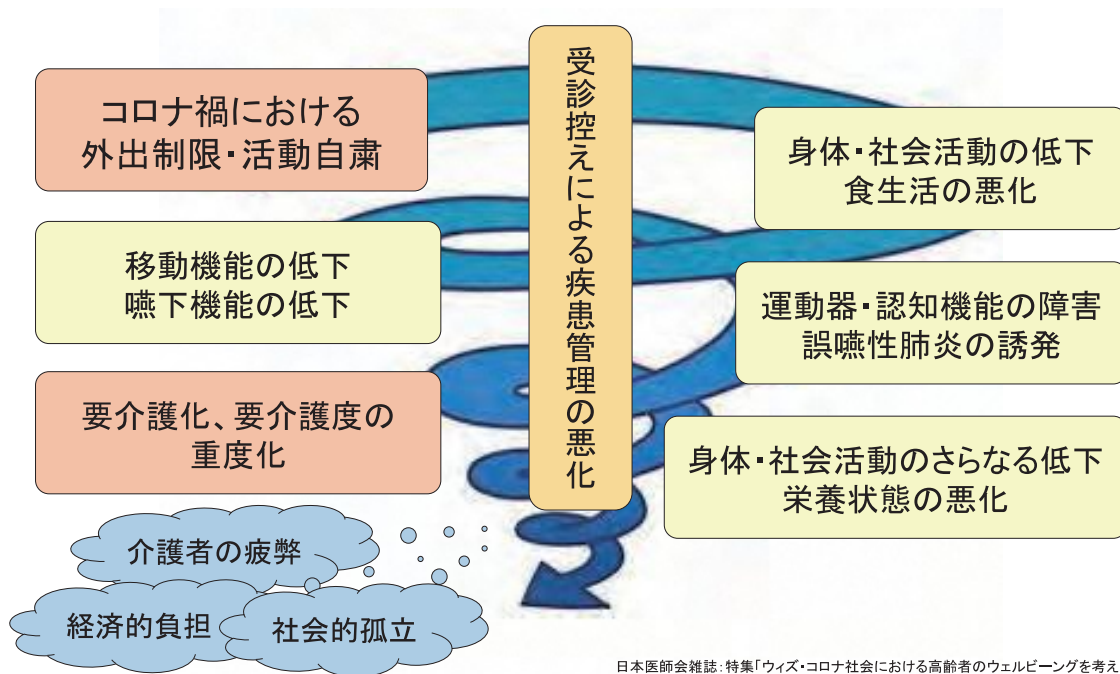 コロナ禍における
外出制限・活動自粛
受診控えによる疾患管理の悪化
身体・社会活動の低下
食生活の悪化
移動機能の低下
嚥下機能の低下
運動器・認知機能の障害
誤嚥性肺炎の誘発
要介護化、要介護度の
重度化
身体・社会活動のさらなる低下
栄養状態の悪化
介護者の疲弊
経済的負担
社会的孤立
日本医師会雑誌:特集「ウィズ・コロナ社会における高齢者のウェルビーングを考え